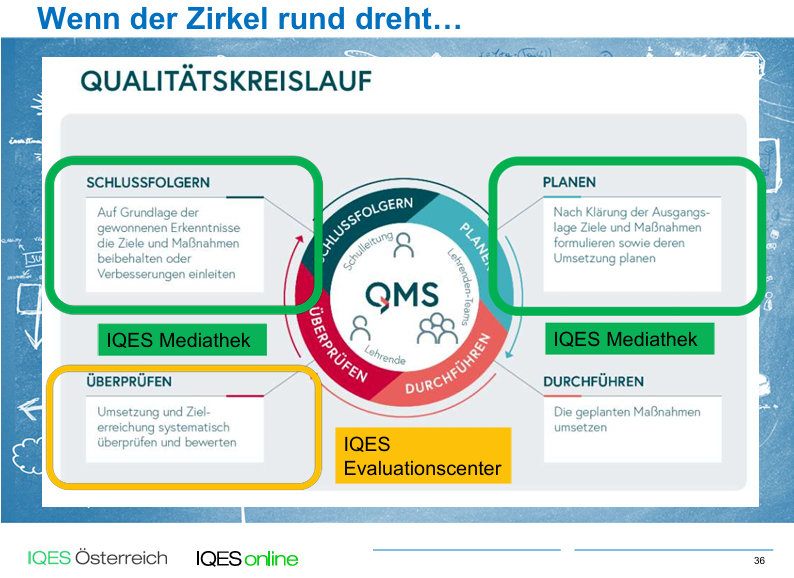 Wenn der Zirkel rund dreht…
QUALITÄTSKREISLAUF
SCHLUSSFOLGERN
Auf Grundlage der
gewonnenen Erkenntnisse
die Ziele und Maßnahmen
beibehalten oder
Verbesserungen einleiten
PLANEN
Nach Klärung der Ausgangs-
lage Ziele und Maßnahmen
formulieren sowie deren
Umsetzung planen
SCHLUSSFOLGERN
PLANEN
DURCHFÜHREN
ÜBERPRÜFEN
Schulleitung
Lehrenden-Teams
Lehrende
QMS
IQES Mediathek
IQES Mediathek
ÜBERPRÜFEN
Umsetzung und Ziel-
erreichung systematisch
überprüfen und bewerten
DURCHFÜHREN
Die geplanten Maßnahmen
umsetzen
IQES
Evaluationscenter
IQES Österreich
IQES online
36